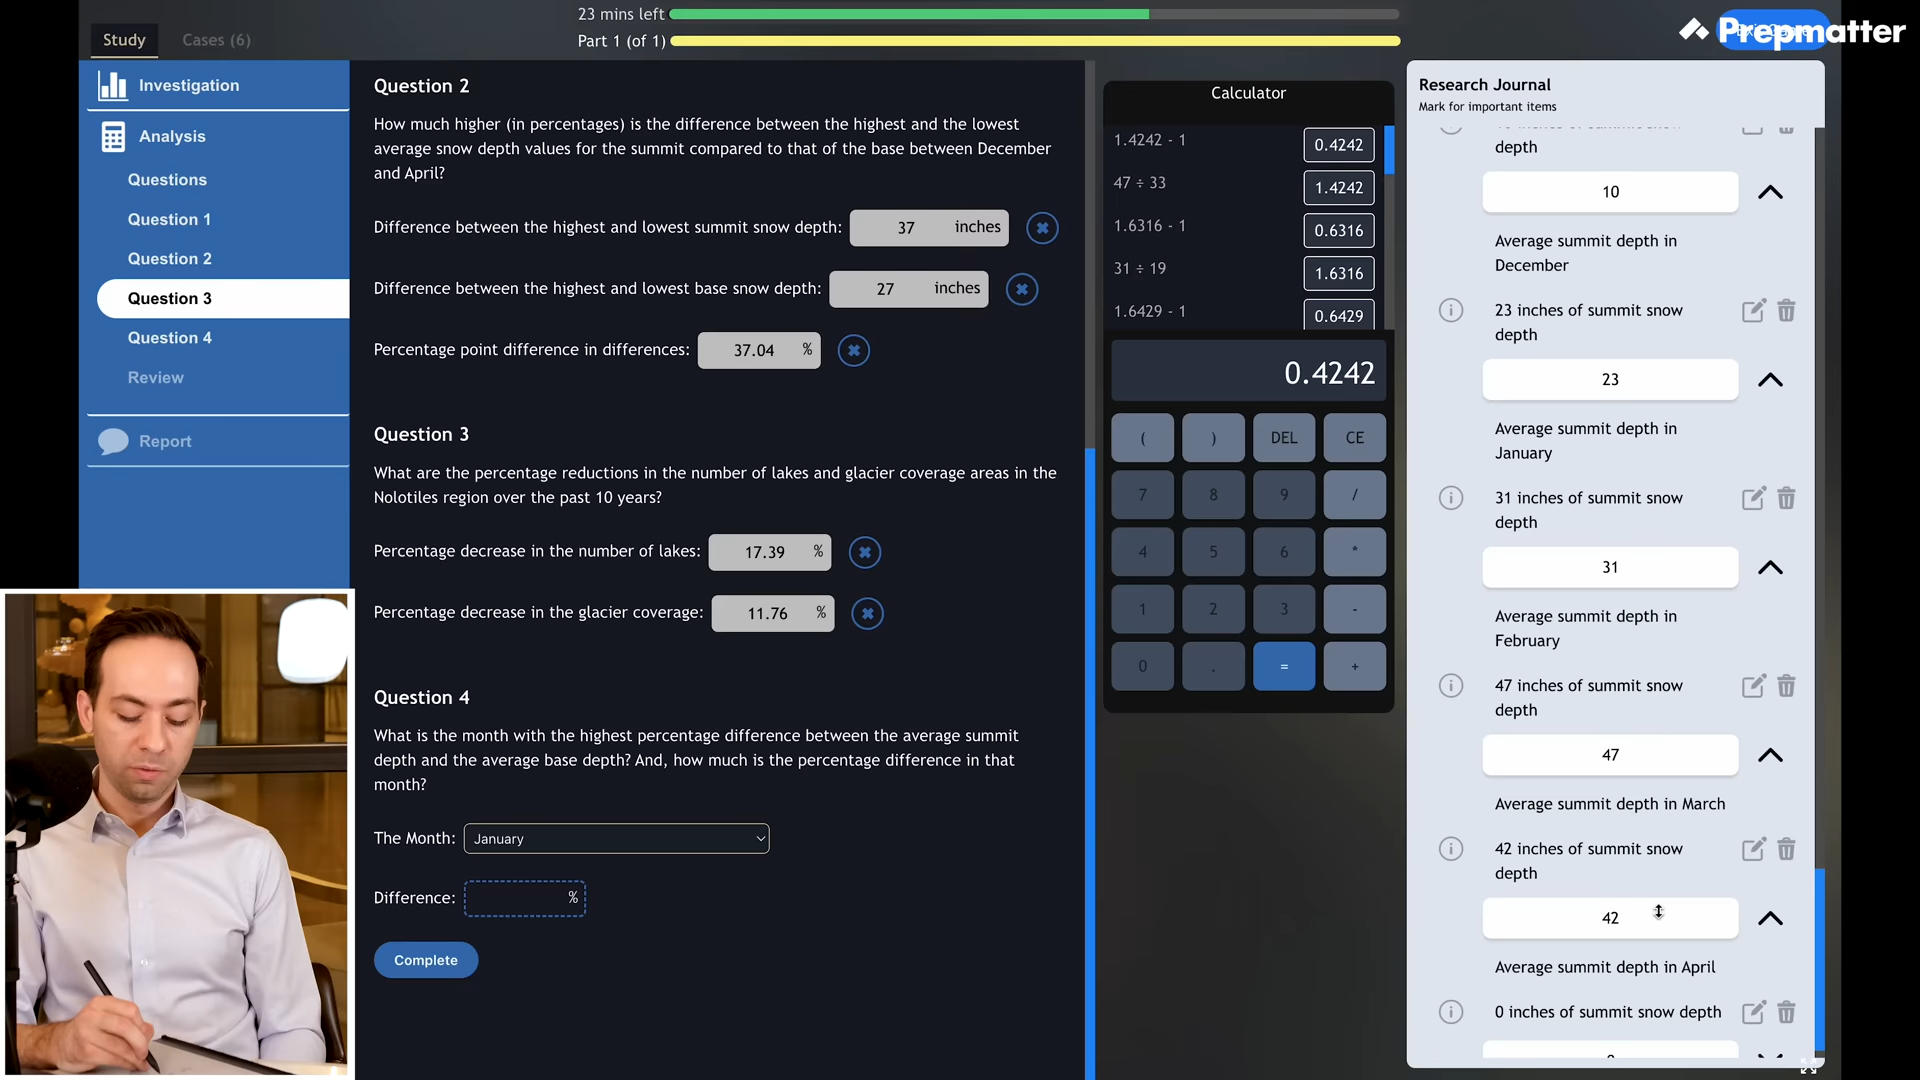 23 mins left
Part 1 (of 1)
Prepmatter
Study
Cases (6)
Investigation
Analysis
Questions
Question 1
Question 2
Question 3
Question 4
Review
Report
Question 2
How much higher (in percentages) is the difference between the highest and the lowest
average snow depth values for the summit compared to that of the base between December
and April?
Difference between the highest and lowest summit snow depth: 37 inches
Difference between the highest and lowest base snow depth: 27 inches
Percentage point difference in differences: 37.04 %
Question 3
What are the percentage reductions in the number of lakes and glacier coverage areas in the
Nolotiles region over the past 10 years?
Percentage decrease in the number of lakes: 17.39 %
Percentage decrease in the glacier coverage: 11.76 %
Question 4
What is the month with the highest percentage difference between the average summit
depth and the average base depth? And, how much is the percentage difference in that
month?
The Month: January
Difference: %
Complete
Calculator
1.4242 - 1 0.4242
47 ÷ 33 1.4242
1.6316 - 1 0.6316
31 ÷ 19 1.6316
1.6429 - 1 0.6429
0.4242
( ) DEL CE
7 8 9 /
4 5 6 *
1 2 3 -
0 . = +
Research Journal
Mark for important items
depth
10
Average summit depth in
December
23 inches of summit snow
depth
23
Average summit depth in
January
31 inches of summit snow
depth
31
Average summit depth in
February
47 inches of summit snow
depth
47
Average summit depth in March
42 inches of summit snow
depth
42
Average summit depth in April
0 inches of summit snow depth